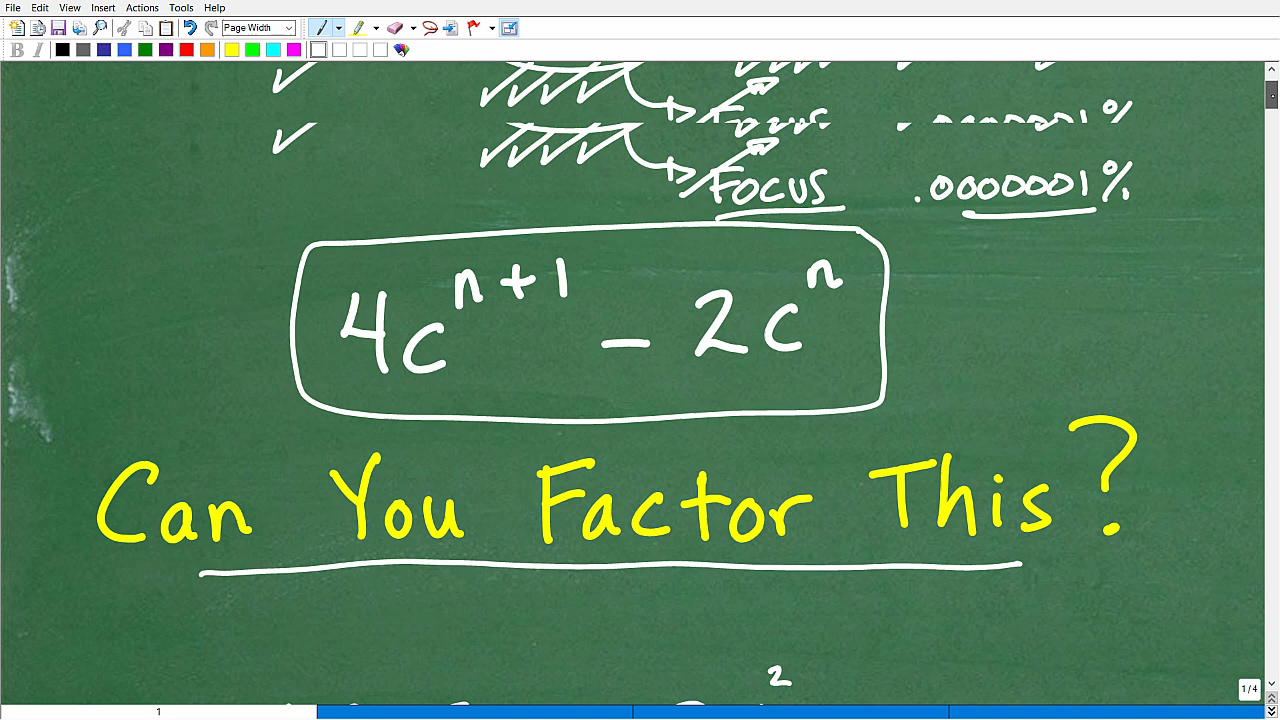 File Edit View Insert Actions Tools Help
Page Width
B I
FOCUS .0000001%
4c^{n+1} - 2c^n
Can You Factor This?
2
1/4
1